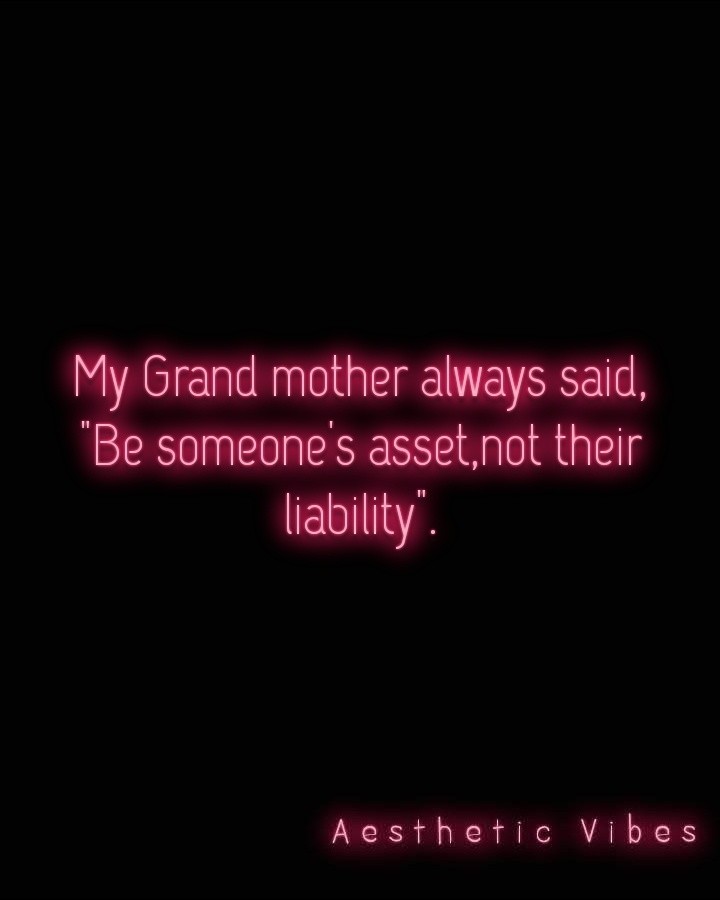 My Grand mother always said,
"Be someone's asset,not their
liability".
Aesthetic Vibes